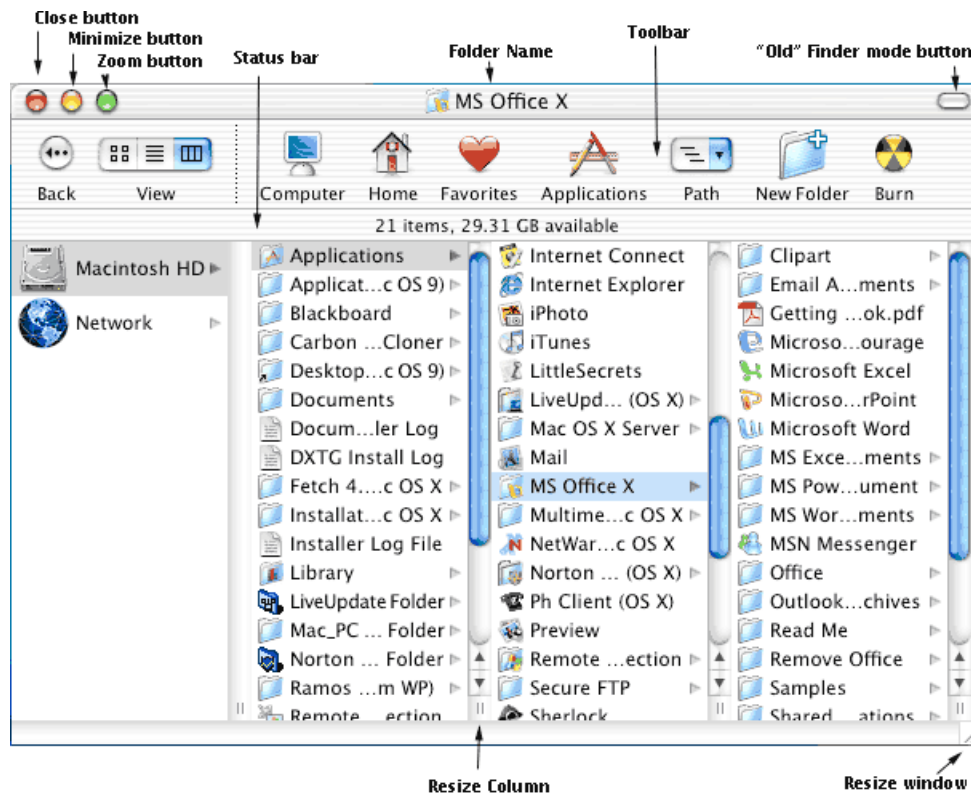 Close button
Minimize button
Zoom button
Status bar
Folder Name
Toolbar
"Old" Finder mode button
MS Office X
Back
View
Computer
Home
Favorites
Applications
Path
New Folder
Burn
21 items, 29.31 GB available
Macintosh HD
Network
Applications
Applicat...c OS 9)
Blackboard
Carbon ...Cloner
Desktop...c OS 9)
Documents
Docum...ler Log
DXTG Install Log
Fetch 4....c OS X
Installat...c OS X
Installer Log File
Library
LiveUpdate Folder
Mac_PC ... Folder
Norton ... Folder
Ramos ...m WP)
Remote ...ection
Internet Connect
Internet Explorer
iPhoto
iTunes
LittleSecrets
LiveUpd... (OS X)
Mac OS X Server
Mail
MS Office X
Multime...c OS X
NetWar...c OS X
Norton ... (OS X)
Ph Client (OS X)
Preview
Remote ...ection
Secure FTP
Sherlock
Clipart
Email A...ments
Getting ...ok.pdf
Microso...ourage
Microsoft Excel
Microso...rPoint
Microsoft Word
MS Exce...ments
MS Pow...ument
MS Wor...ments
MSN Messenger
Office
Outlook...chives
Read Me
Remove Office
Samples
Shared ...ations
Resize Column
Resize window